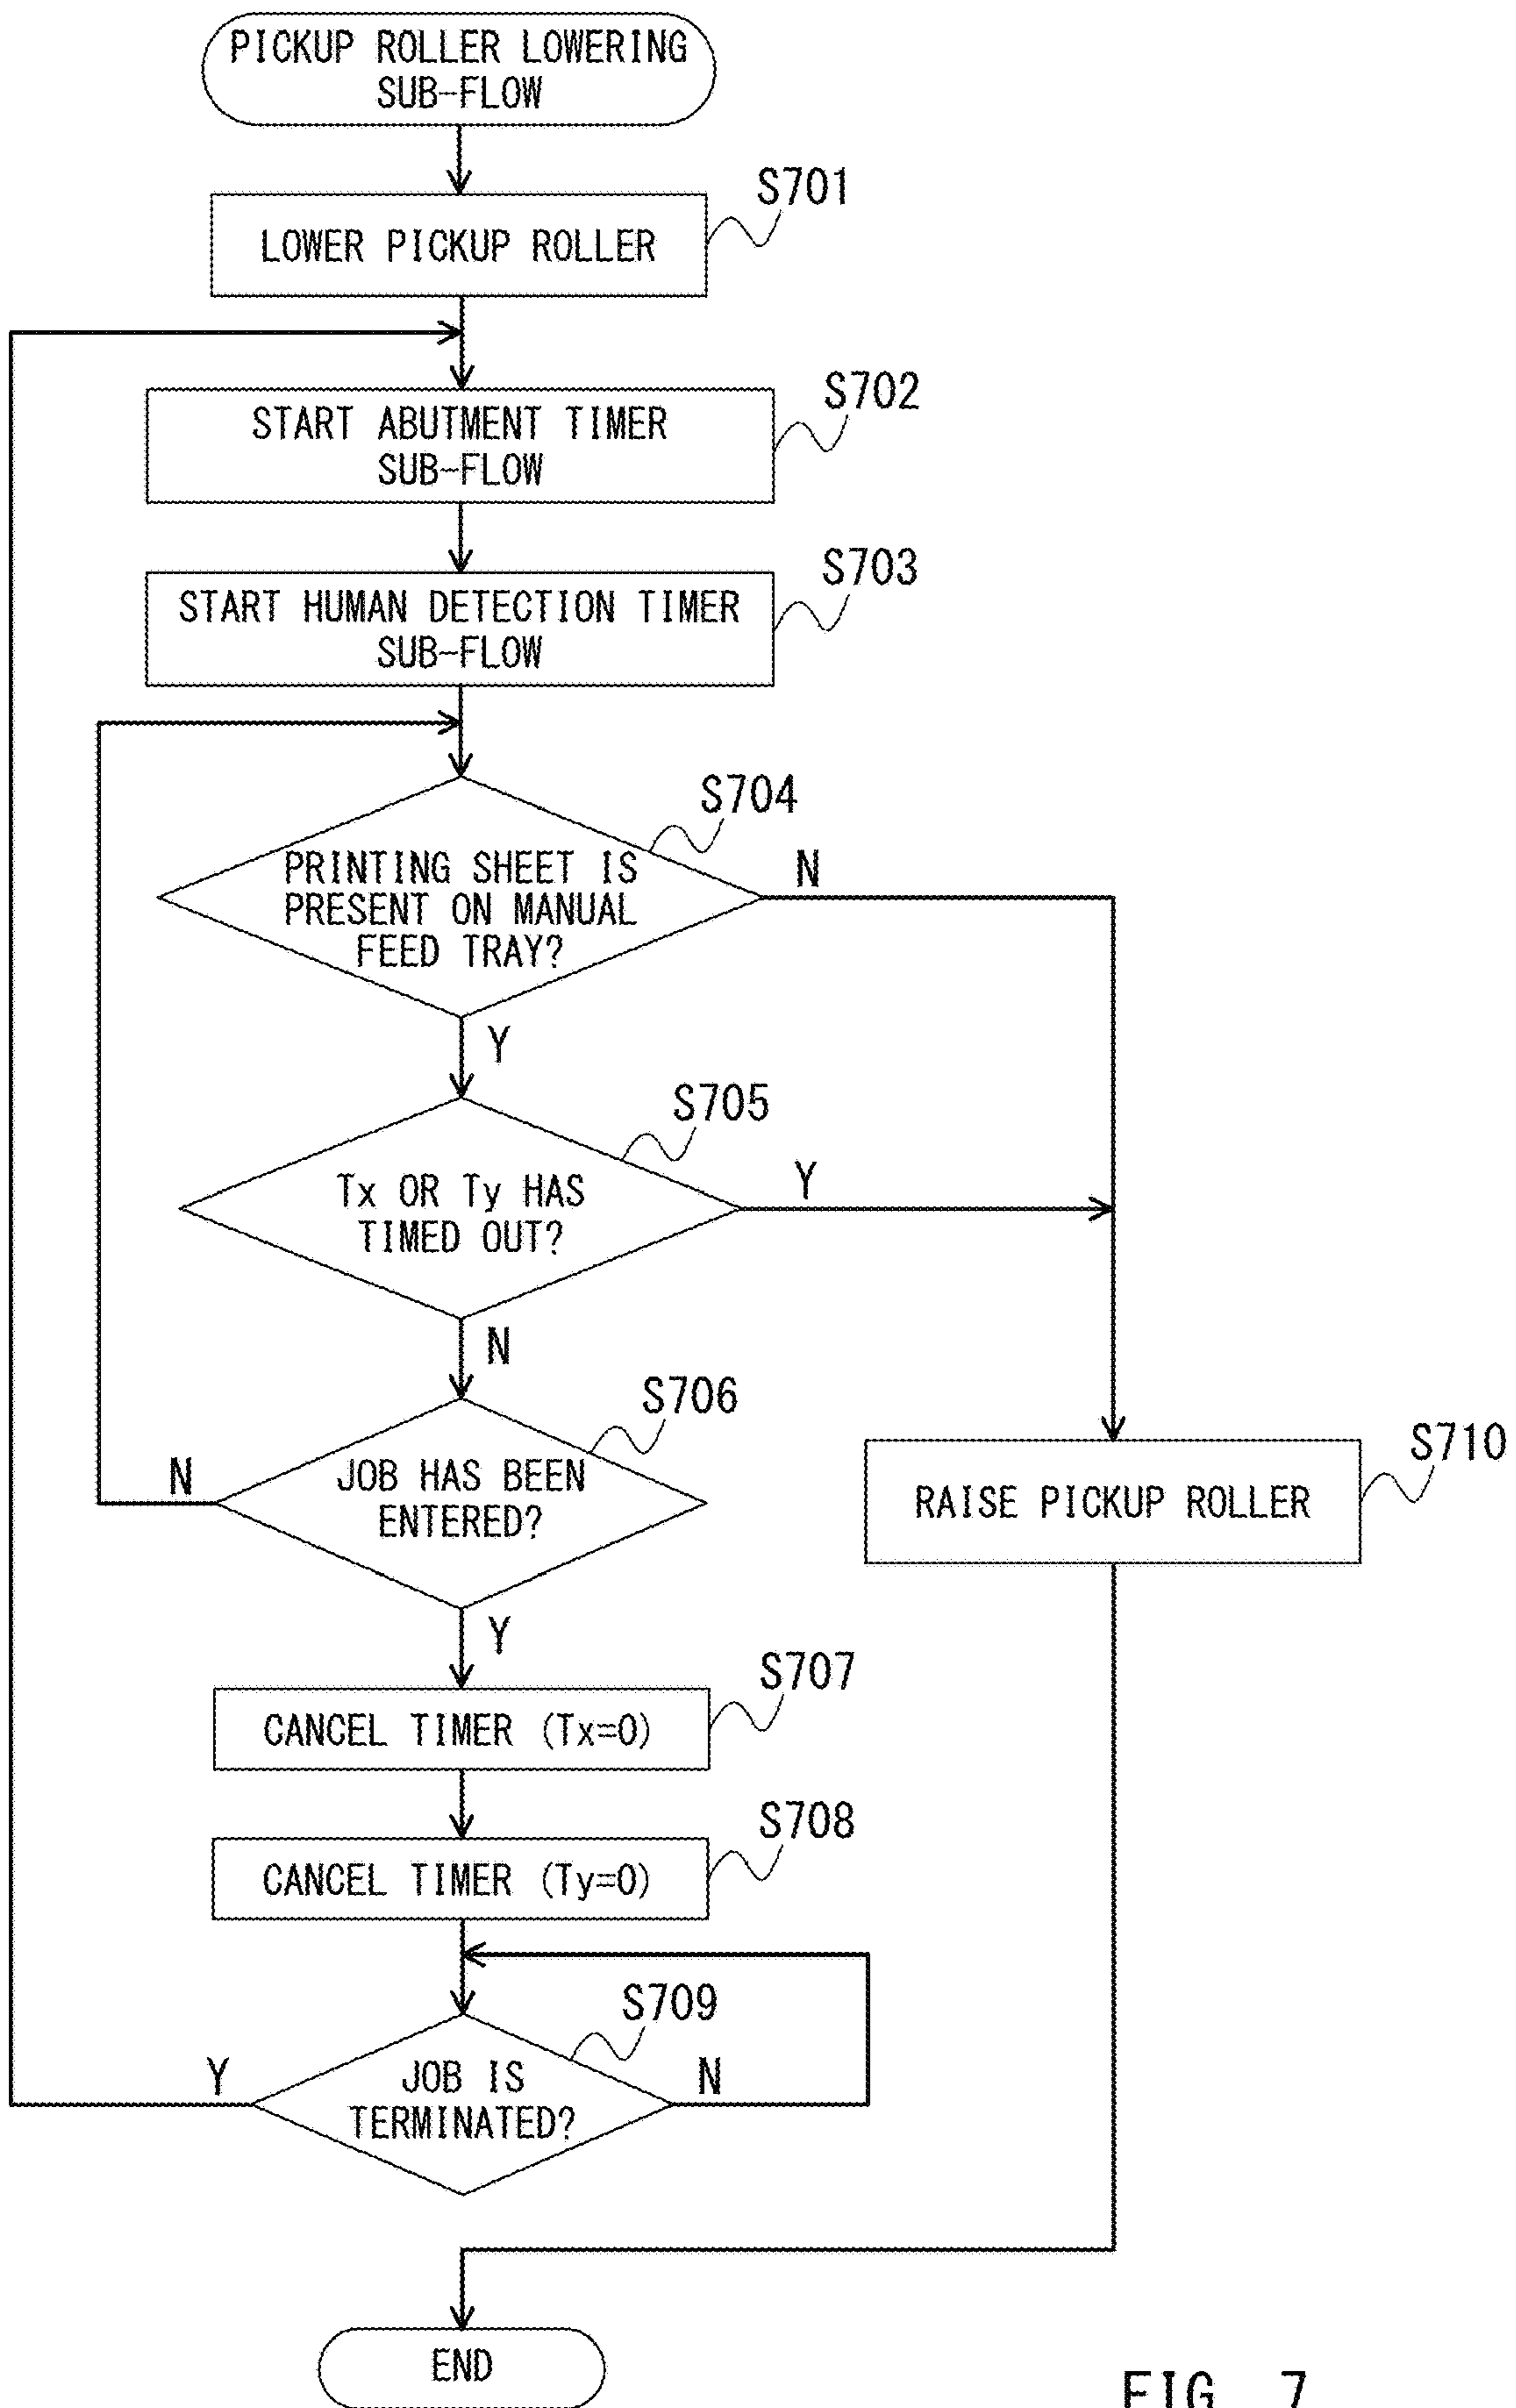 PICKUP ROLLER LOWERING
SUB-FLOW
S701
LOWER PICKUP ROLLER
S702
START ABUTMENT TIMER
SUB-FLOW
S703
START HUMAN DETECTION TIMER
SUB-FLOW
S704
PRINTING SHEET IS
PRESENT ON MANUAL
FEED TRAY?
N
Y
S705
Tx OR Ty HAS
TIMED OUT?
Y
N
S706
JOB HAS BEEN
ENTERED?
N
Y
S710
RAISE PICKUP ROLLER
S707
CANCEL TIMER (Tx=0)
S708
CANCEL TIMER (Ty=0)
S709
JOB IS
TERMINATED?
Y
N
END
FIG. 7